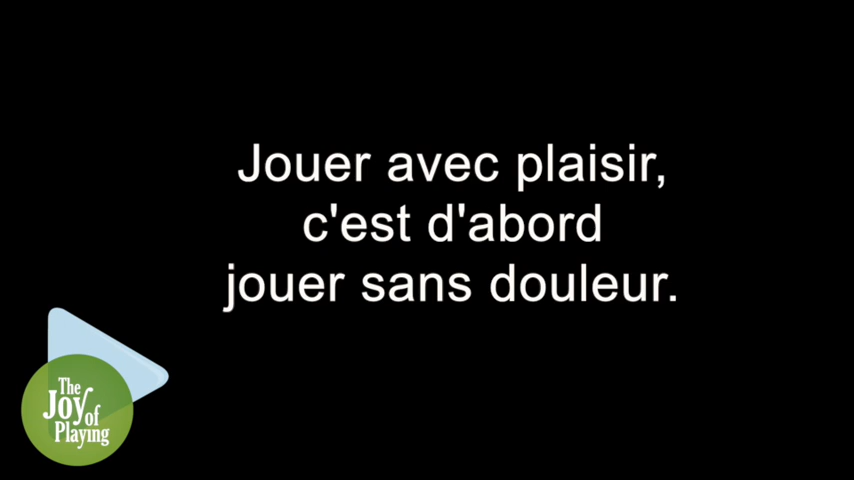 Jouer avec plaisir,
c'est d'abord
jouer sans douleur.
The
Joy of
Playing